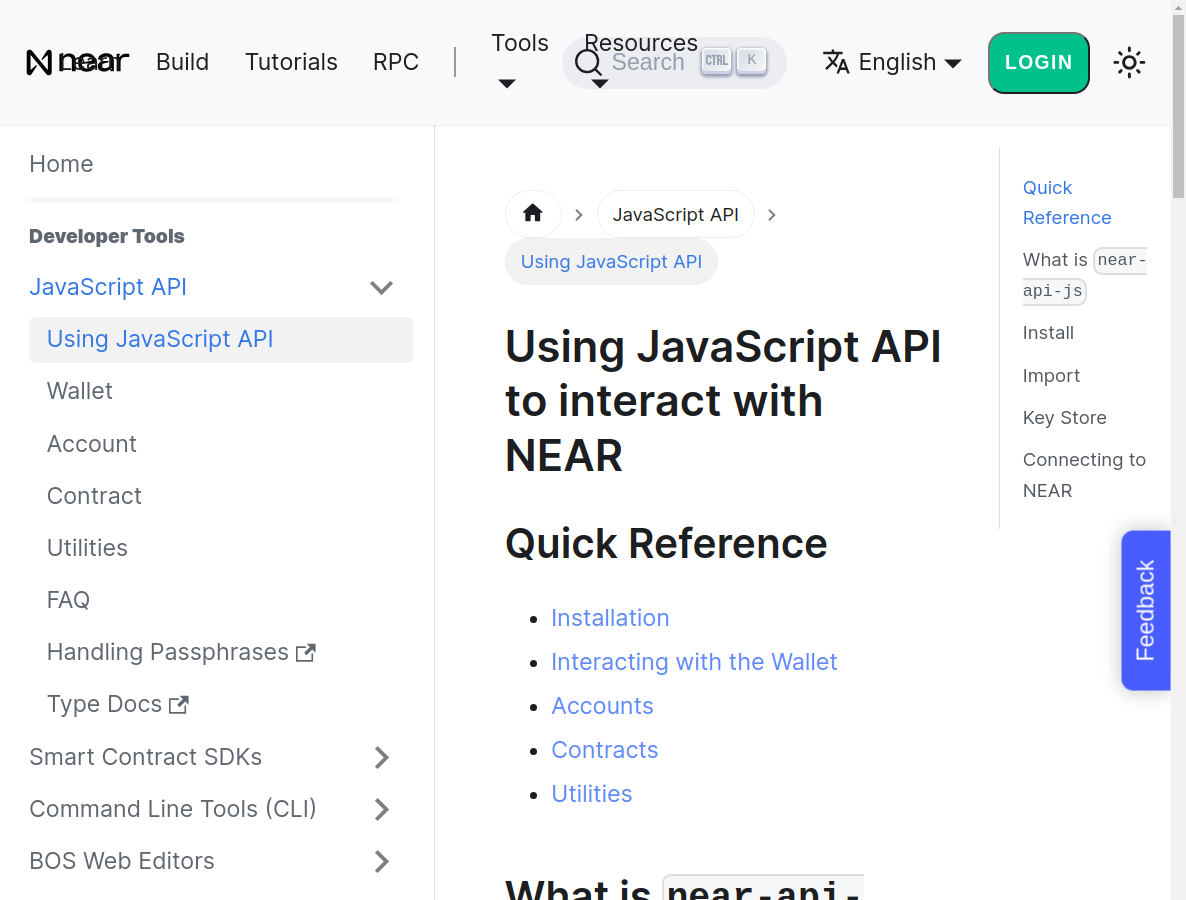 near
Learn
Build
Tutorials
RPC
Tools
Resources
Search
CTRL
K
English
LOGIN
Home
Developer Tools
JavaScript API
Using JavaScript API
Wallet
Account
Contract
Utilities
FAQ
Handling Passphrases
Type Docs
Smart Contract SDKs
Command Line Tools (CLI)
BOS Web Editors
JavaScript API
Using JavaScript API
Using JavaScript API
to interact with
NEAR
Quick Reference
Installation
Interacting with the Wallet
Accounts
Contracts
Utilities
What is near-api-
Quick
Reference
What is near-
api-js
Install
Import
Key Store
Connecting to
NEAR
Feedback